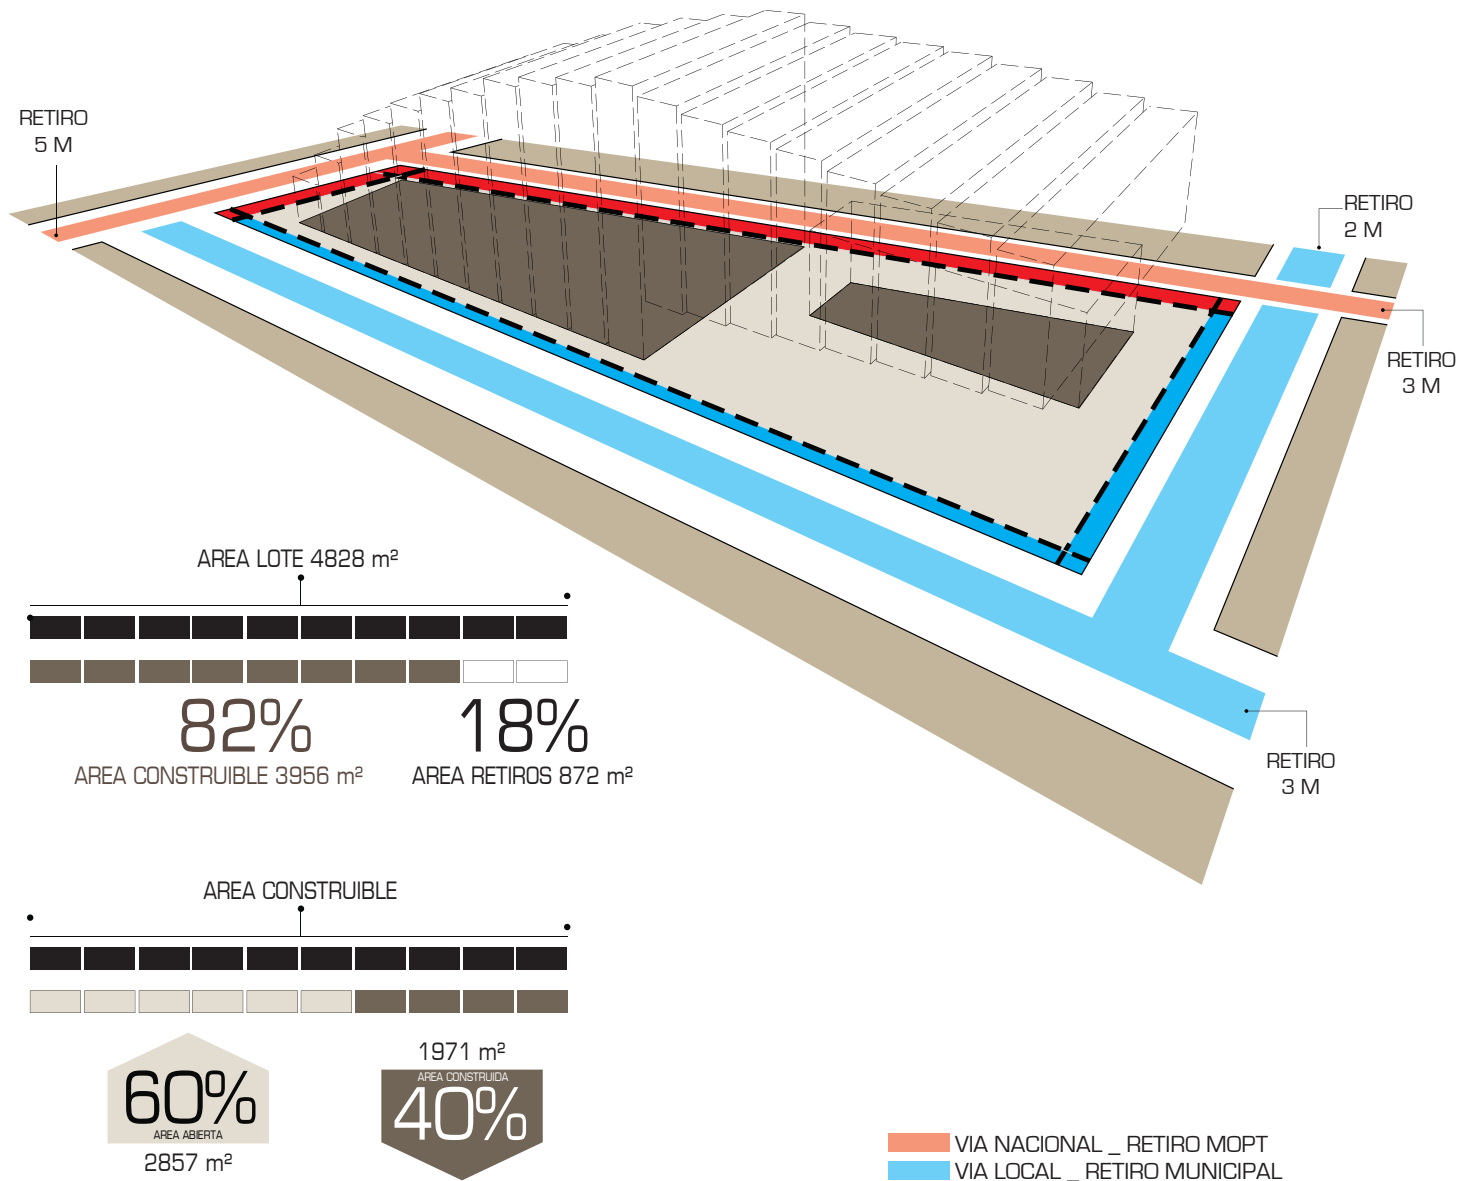 RETIRO
5 M
RETIRO
2 M
RETIRO
3 M
RETIRO
3 M
AREA LOTE 4828 m²
82%
18%
AREA CONSTRUIBLE 3956 m²
AREA RETIROS 872 m²
AREA CONSTRUIBLE
60%
AREA ABIERTA
2857 m²
1971 m²
AREA CONSTRUIDA
40%
VIA NACIONAL _ RETIRO MOPT
VIA LOCAL _ RETIRO MUNICIPAL